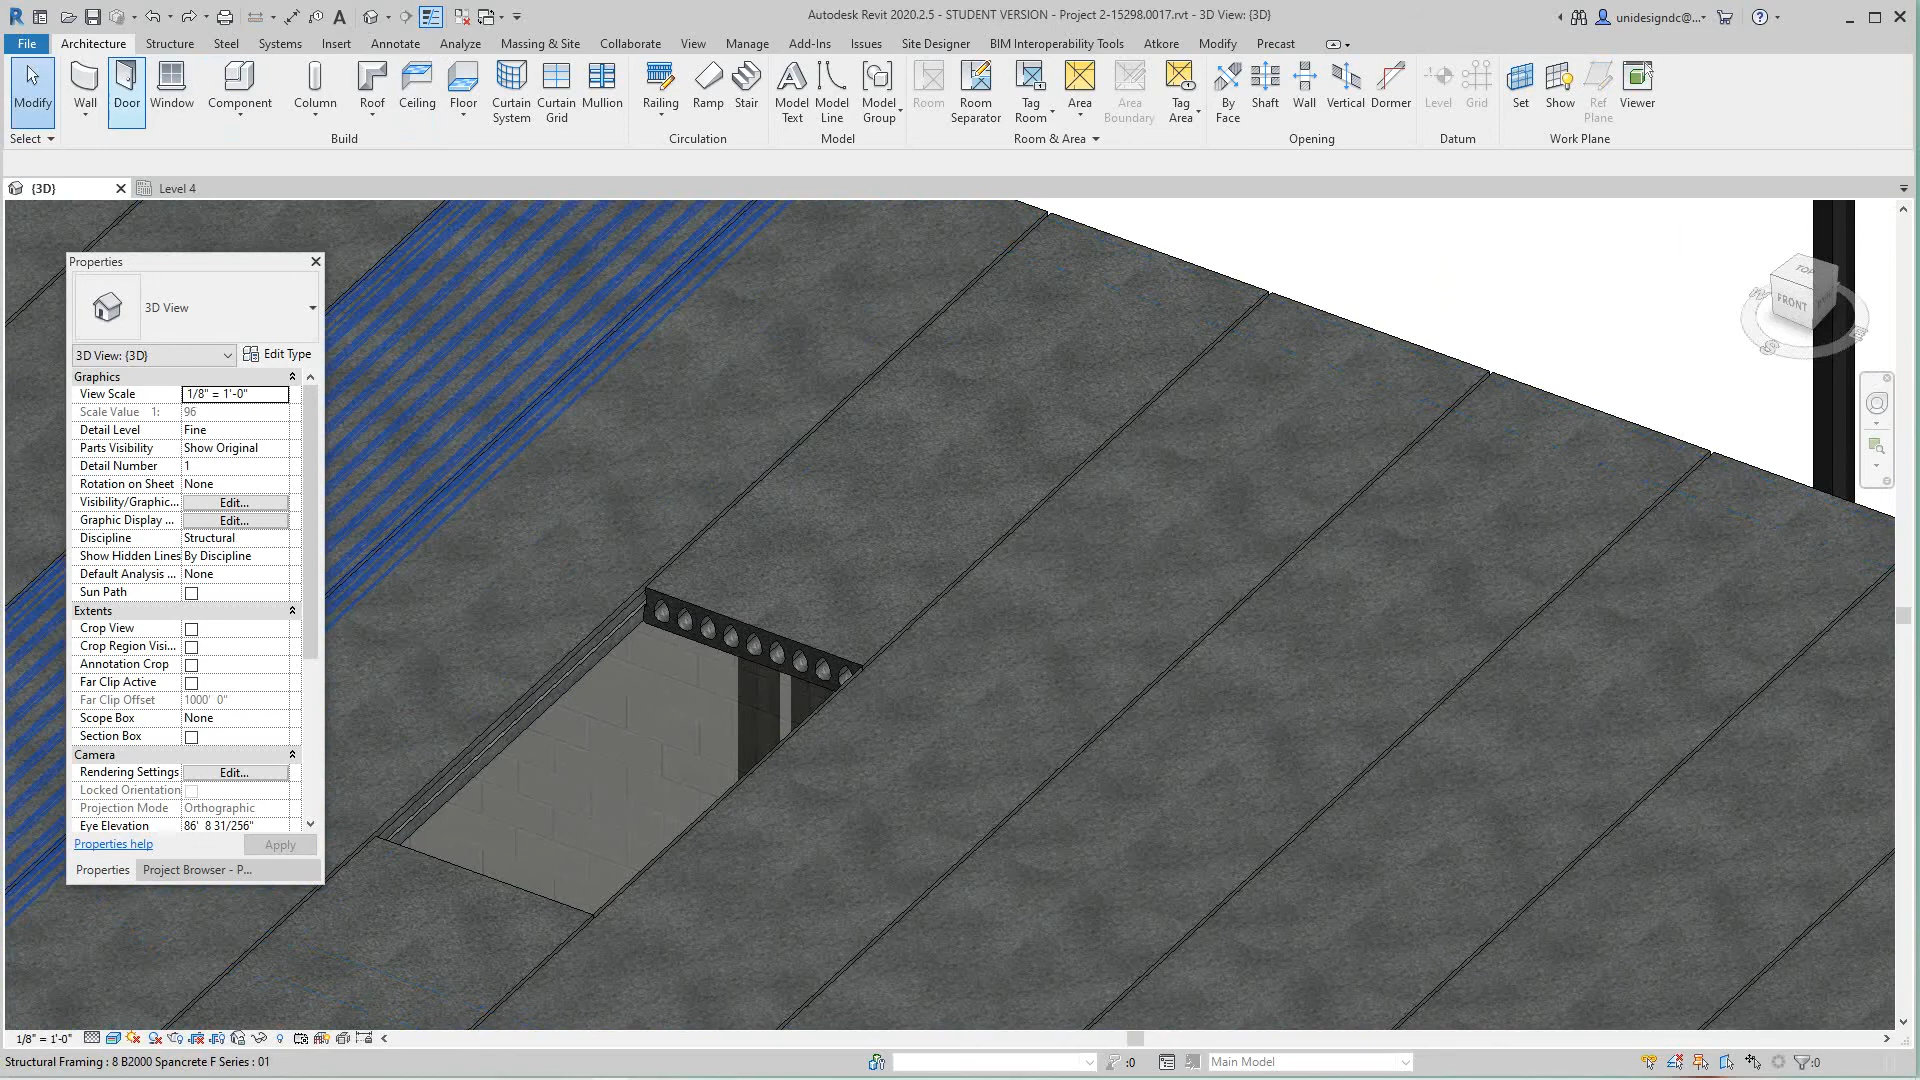 Autodesk Revit 2020.2.5 - STUDENT VERSION - Project 2-15298.0017.rvt - 3D View: {3D}
unidesigndc@...
File Architecture Structure Steel Systems Insert Annotate Analyze Massing & Site Collaborate View Manage Add-Ins Issues Site Designer BIM Interoperability Tools Atkore Modify Precast
Modify Wall Door Window Component Column Roof Ceiling Floor Curtain System Curtain Grid Mullion Railing Ramp Stair Model Text Model Line Model Group Room Room Separator Tag Room Area Area Boundary Tag Area By Face Shaft Wall Vertical Dormer Level Grid Set Show Ref Plane Viewer
Select Build Circulation Model Room & Area Opening Datum Work Plane
{3D} Level 4
Properties
3D View
3D View: {3D} Edit Type
Graphics
View Scale 1/8" = 1'-0"
Scale Value 1: 96
Detail Level Fine
Parts Visibility Show Original
Detail Number 1
Rotation on Sheet None
Visibility/Graphic... Edit...
Graphic Display ... Edit...
Discipline Structural
Show Hidden Lines By Discipline
Default Analysis ... None
Sun Path
Extents
Crop View
Crop Region Visi...
Annotation Crop
Far Clip Active
Far Clip Offset 1000' 0"
Scope Box None
Section Box
Camera
Rendering Settings Edit...
Locked Orientation
Projection Mode Orthographic
Eye Elevation 86' 8 31/256"
Properties help Apply
Properties Project Browser - P...
TOP
FRONT
1/8" = 1'-0"
Structural Framing : 8 B2000 Spancrete F Series : 01
:0 Main Model :0